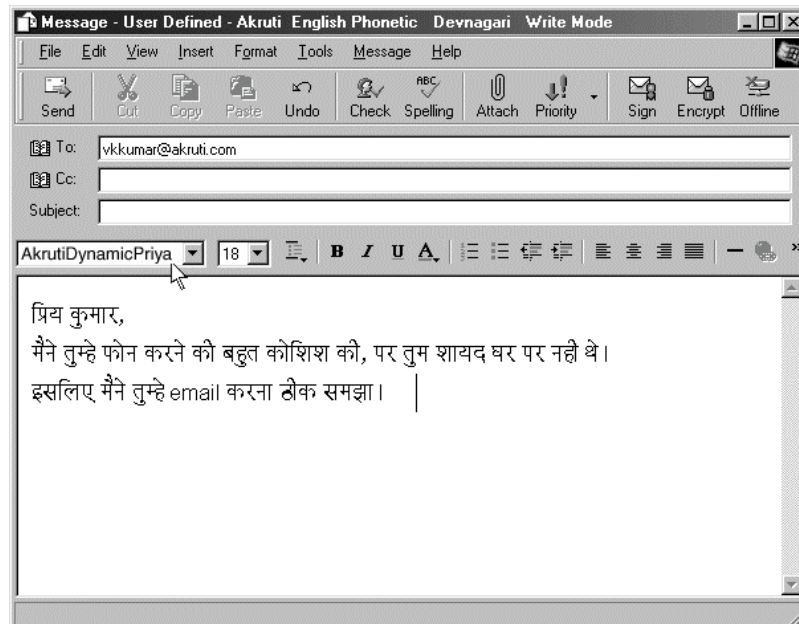 Message - User Defined - Akruti English Phonetic Devnagari Write Mode
File Edit View Insert Format Tools Message Help
Send Cut Copy Paste Undo Check Spelling Attach Priority Sign Encrypt Offline
To: vkkumar@akruti.com
Cc:
Subject:
AkrutiDynamicPriya 18 B I U A
प्रिय कुमार,
मैंने तुम्हे फोन करने की बहुत कोशिश की, पर तुम शायद घर पर नही थे।
इसलिए मैंने तुम्हे email करना ठीक समझा।